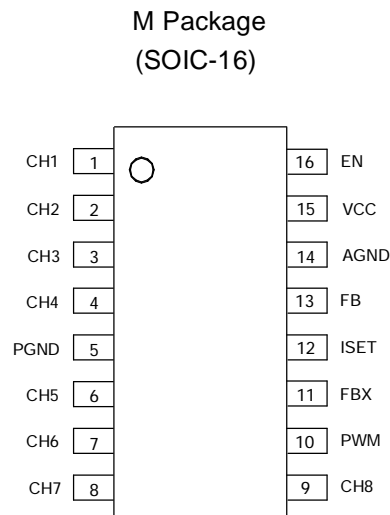 M Package
(SOIC-16)
CH1 1 16 EN
CH2 2 15 VCC
CH3 3 14 AGND
CH4 4 13 FB
PGND 5 12 ISET
CH5 6 11 FBX
CH6 7 10 PWM
CH7 8 9 CH8